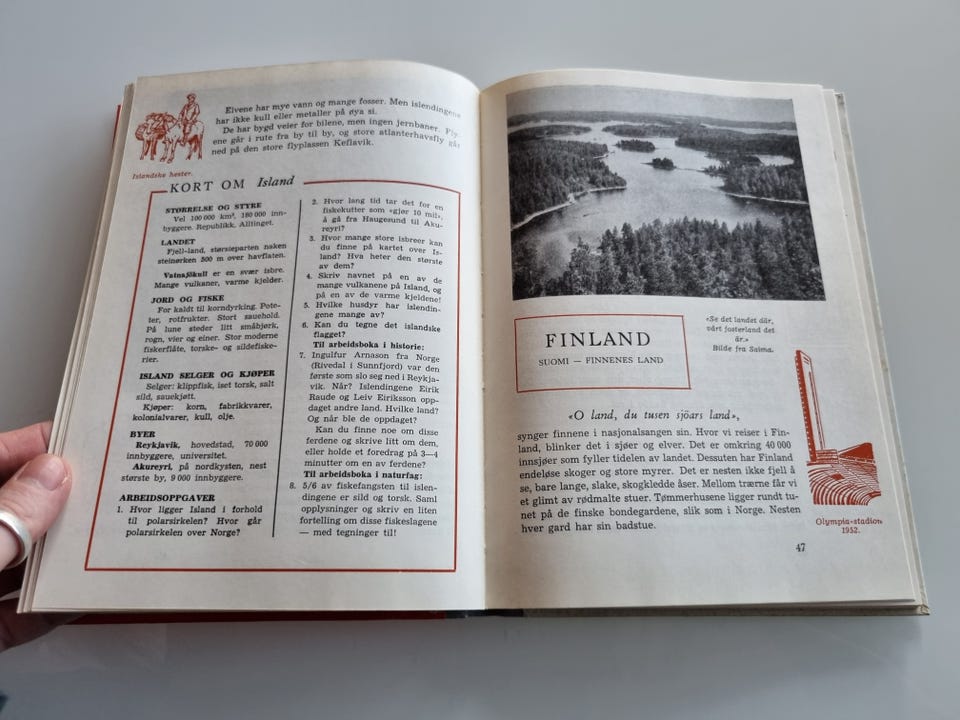 Elvene har mye vann og mange fosser. Men islendingene
har ikke kull eller metaller på øya si.
De har bygd veier for bilene, men ingen jernbaner. Fly-
ene går i rute fra by til by, og store atlanterhavsfly går
ned på den store flyplassen Keflavik.
Islandske hester.
KORT OM Island
STØRRELSE OG STYRE
Vel 100 000 km², 180 000 inn-
byggere. Republikk. Alltinget.
LANDET
Fjell-land, størsteparten naken
steinørken 500 m over havflaten.
Vatnajökull er en svær isbre.
Mange vulkaner, varme kjelder.
JORD OG FISKE
For kaldt til korndyrking. Pote-
ter, rotfrukter. Stort sauehold.
På lune steder litt småbjerk,
rogn, vier og einer. Stor moderne
fiskerflåte, torske- og sildefiske-
rier.
ISLAND SELGER OG KJØPER
Selger: klippfisk, iset torsk, salt
sild, sauekjøtt.
Kjøper: korn, fabrikkvarer,
kolonialvarer, kull, olje.
BYER
Reykjavik, hovedstad, 70 000
innbyggere, universitet.
Akureyri, på nordkysten, nest
største by, 9 000 innbyggere.
ARBEIDSOPPGAVER
1. Hvor ligger Island i forhold
til polarsirkelen? Hvor går
polarsirkelen over Norge?
2. Hvor lang tid tar det for en
fiskekutter som «gjør 10 mil»,
å gå fra Haugesund til Aku-
reyri?
3. Hvor mange store isbreer kan
du finne på kartet over Is-
land? Hva heter den største
av dem?
4. Skriv navnet på en av de
mange vulkanene på Island, og
på en av de varme kjeldene!
5. Hvilke husdyr har islendin-
gene mange av?
6. Kan du tegne det islandske
flagget?
Til arbeidsboka i historie:
7. Ingulfur Arnason fra Norge
(Rivedal i Sunnfjord) var den
første som slo seg ned i Reykja-
vik. Når? Islendingene Eirik
Raude og Leiv Eiriksson opp-
daget andre land. Hvilke land?
Og når ble de oppdaget?
Kan du finne noe om disse
ferdene og skrive litt om dem,
eller holde et foredrag på 3—4
minutter om en av ferdene?
Til arbeidsboka i naturfag:
8. 5/6 av fiskefangsten til islen-
dingene er sild og torsk. Saml
opplysninger og skriv en liten
fortelling om disse fiskeslagene
— med tegninger til!
FINLAND
SUOMI — FINNENES LAND
«Se det landet där,
vårt fosterland det
är.»
Bilde fra Saima.
«O land, du tusen sjöars land»,
synger finnene i nasjonalsangen sin. Hvor vi reiser i Fin-
land, blinker det i sjøer og elver. Det er omkring 40 000
innsjøer som fyller tidelen av landet. Dessuten har Finland
endeløse skoger og store myrer. Det er nesten ikke fjell å
se, bare lange, slake, skogkledde åser. Mellom trærne får vi
et glimt av rødmalte stuer. Tømmerhusene ligger rundt tu-
net på de finske bondegardene, slik som i Norge. Nesten
hver gard har sin badstue.
Olympia-stadion
1952.
47